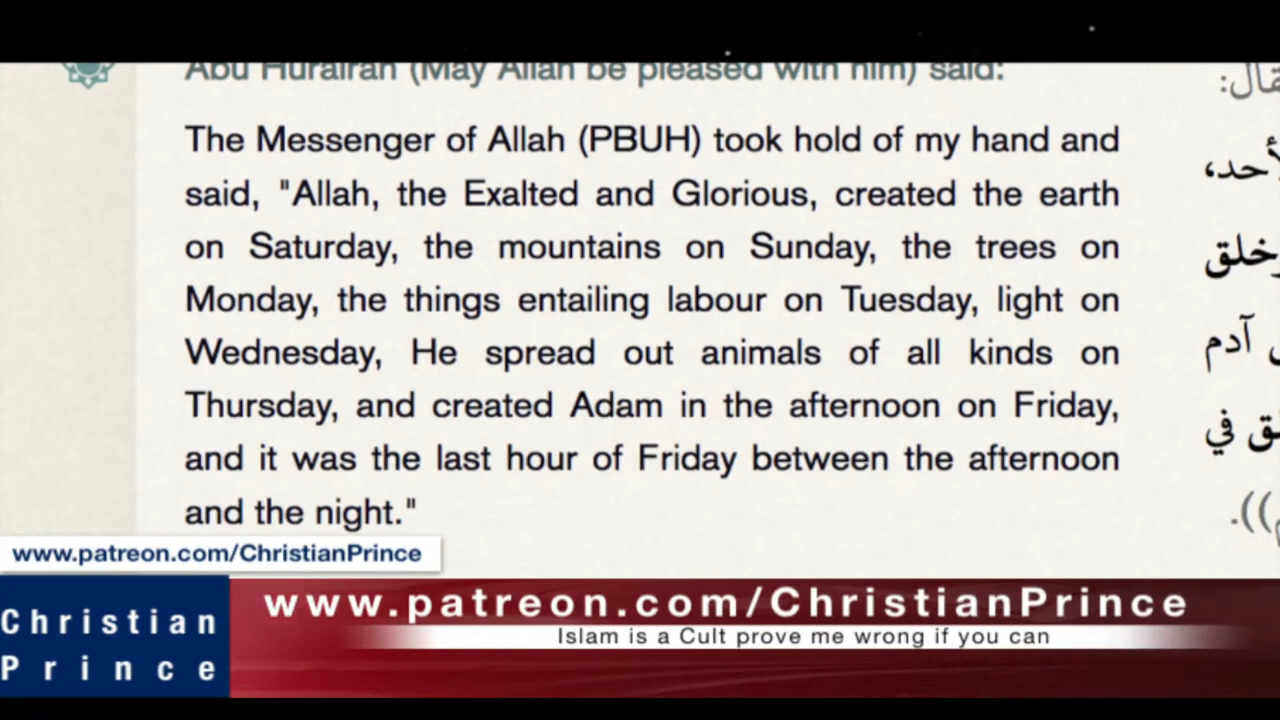 Abu Hurairah (May Allah be pleased with him) said:
The Messenger of Allah (PBUH) took hold of my hand and
said, "Allah, the Exalted and Glorious, created the earth
on Saturday, the mountains on Sunday, the trees on
Monday, the things entailing labour on Tuesday, light on
Wednesday, He spread out animals of all kinds on
Thursday, and created Adam in the afternoon on Friday,
and it was the last hour of Friday between the afternoon
and the night."
قال:
لأحد،
وخلق
آدم
في
)).
www.patreon.com/ChristianPrince
Christian
Prince
www.patreon.com/ChristianPrince
Islam is a Cult prove me wrong if you can